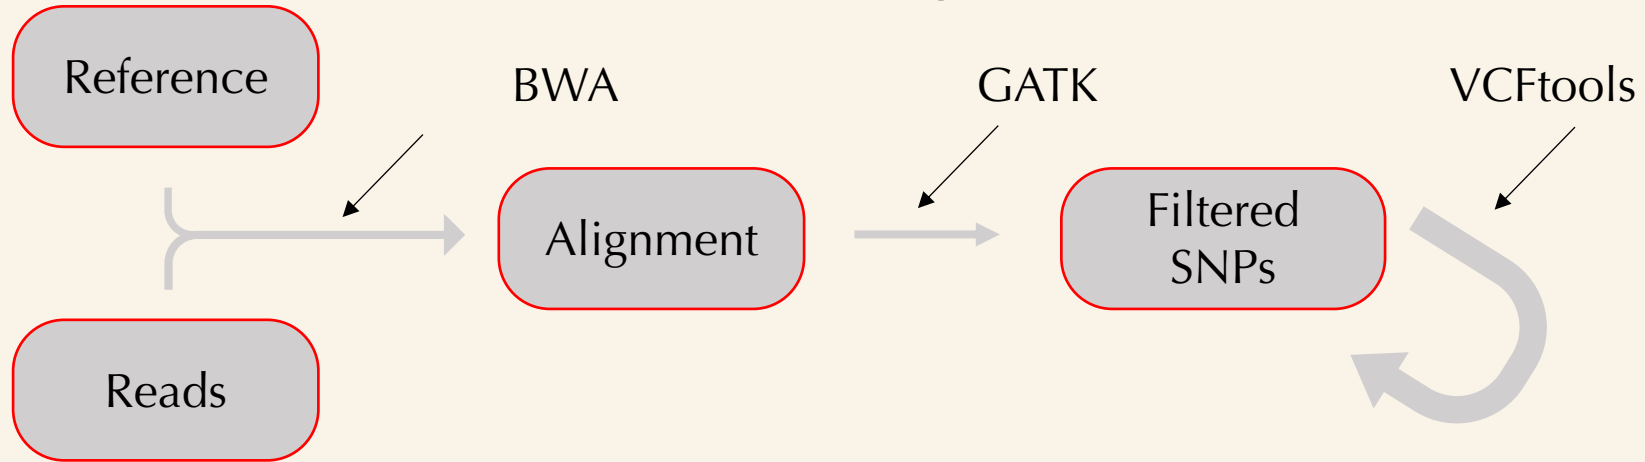 Reference
BWA
GATK
VCFtools
Alignment
Filtered
SNPs
Reads